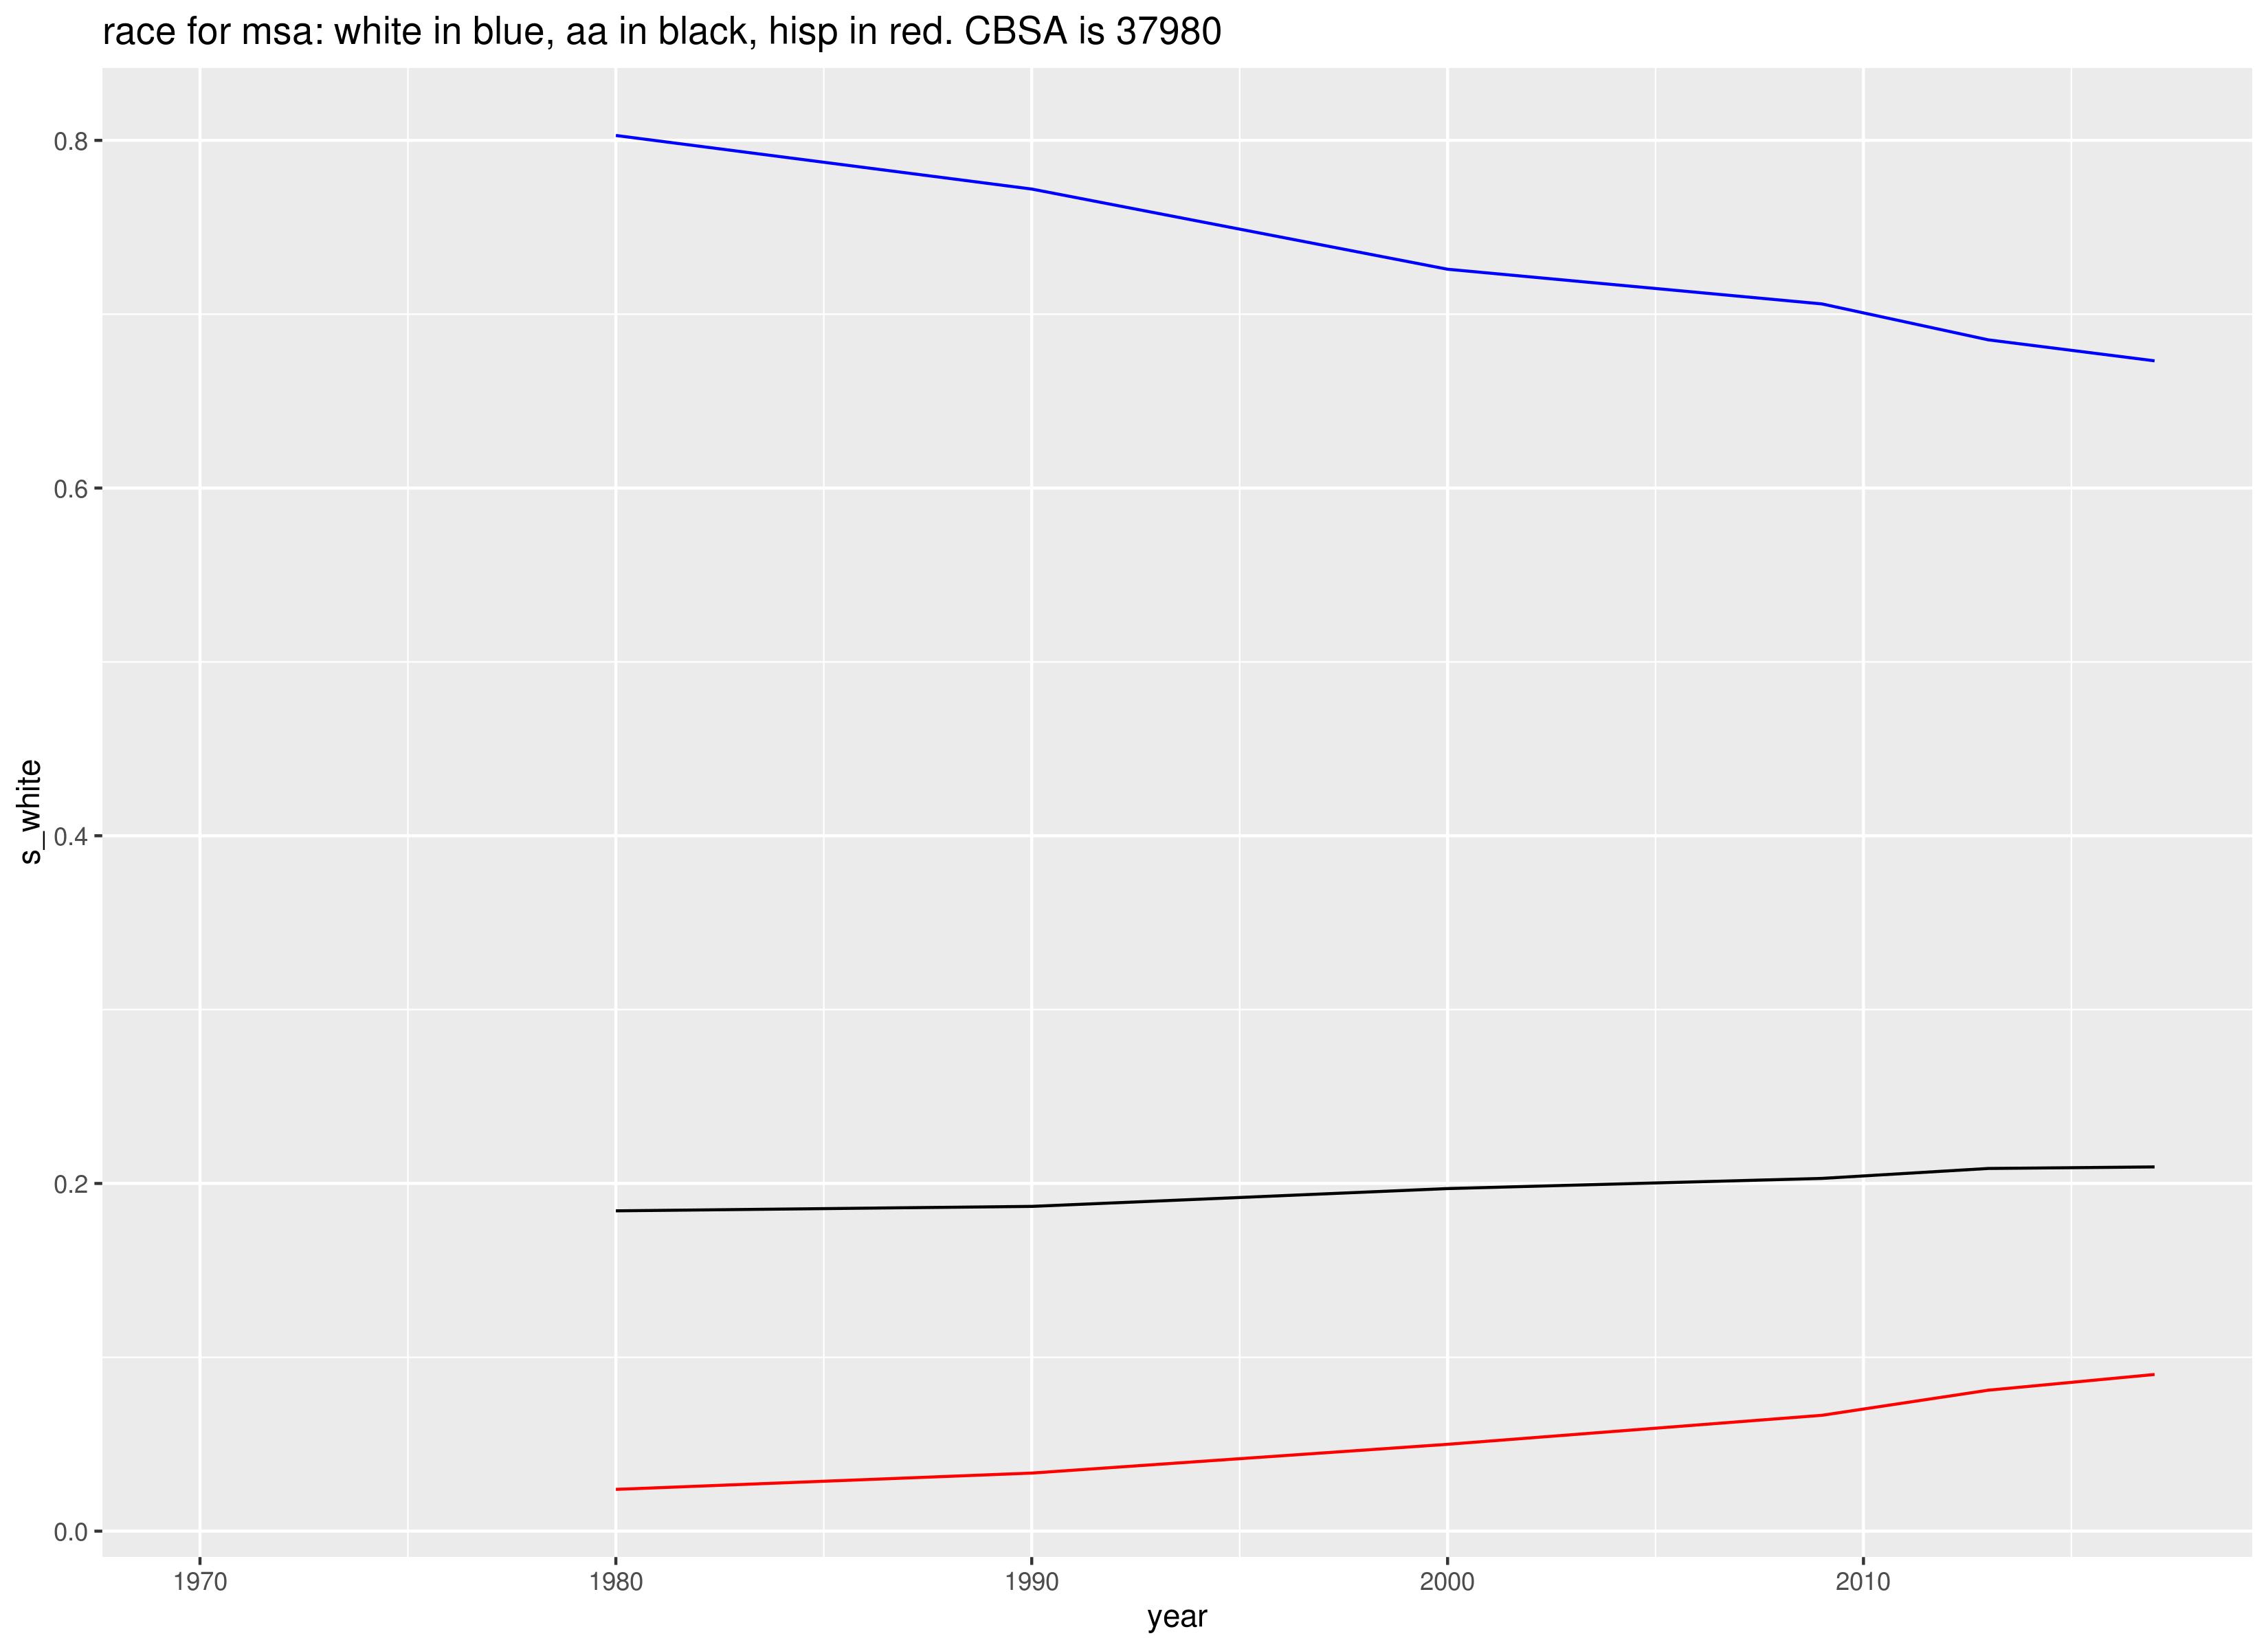 race for msa: white in blue, aa in black, hisp in red. CBSA is 37980
s_white
0.8
0.6
0.4
0.2
0.0
1970 1980 1990 2000 2010
year